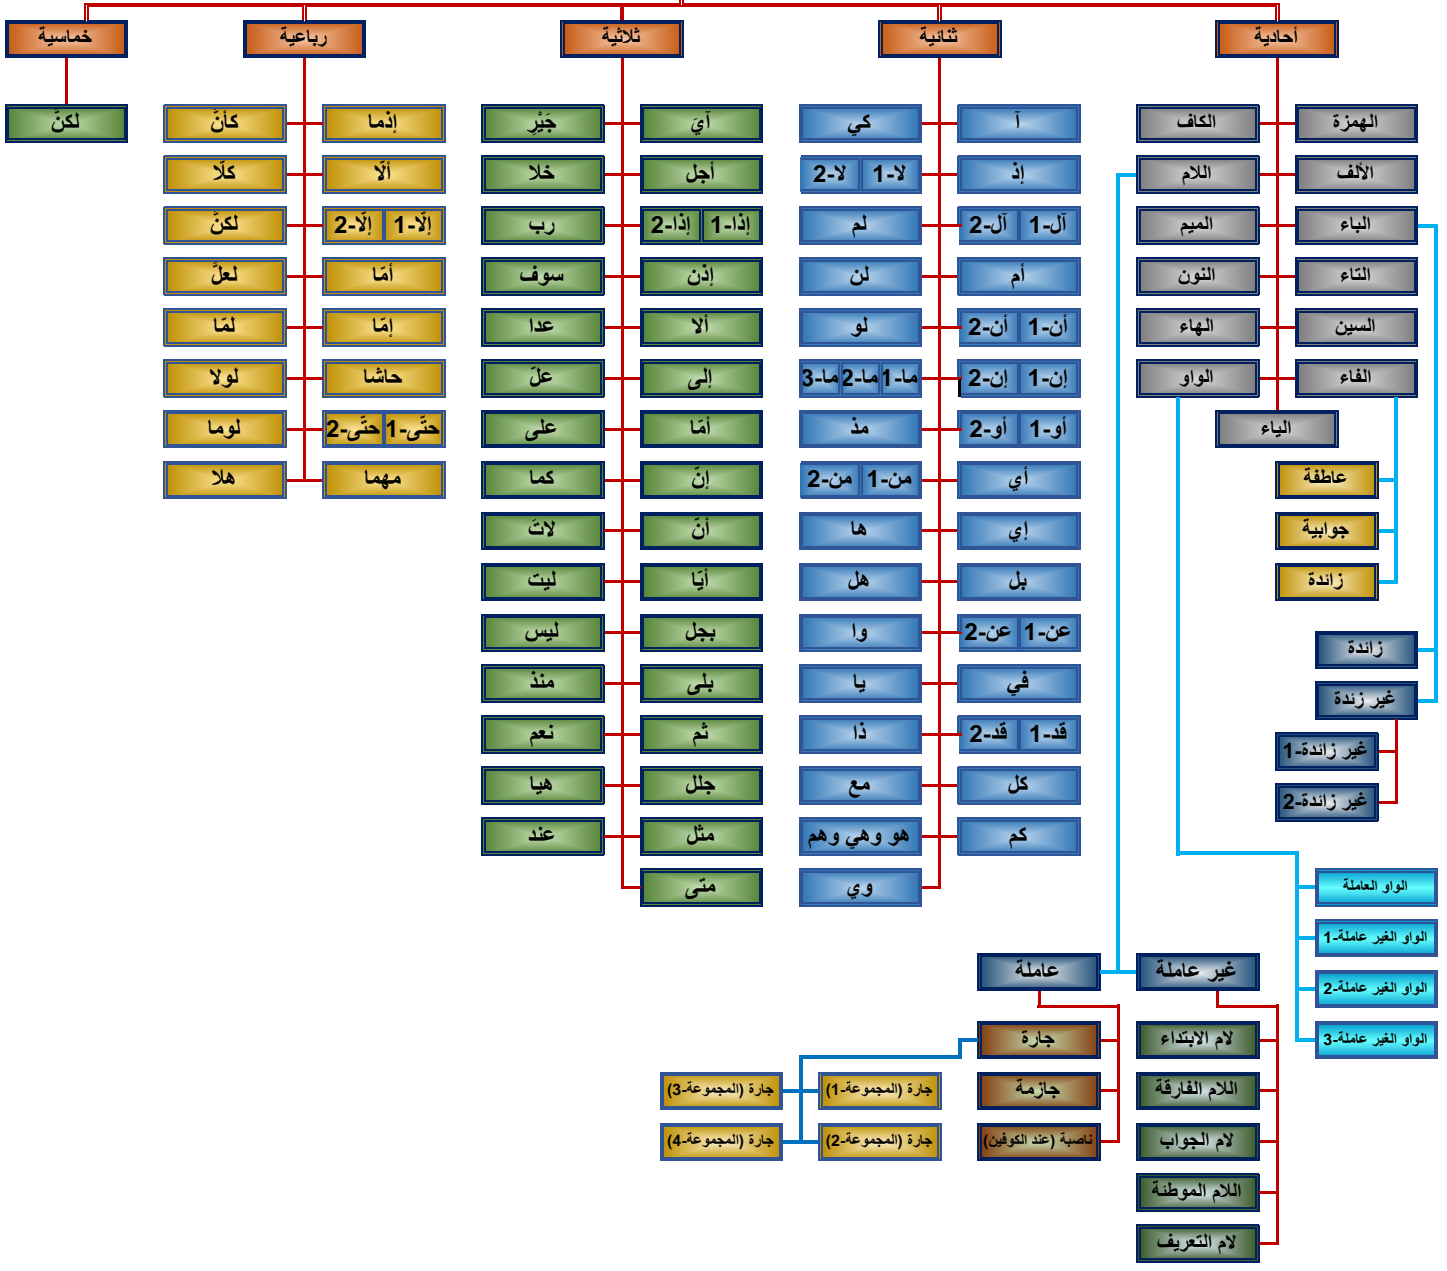 أحادية
ثنائية
ثلاثية
رباعية
خماسية
الهمزة
الكاف
الألف
اللام
الباء
الميم
التاء
النون
السين
الهاء
الفاء
الواو
الياء
عاطفة
جوابية
زائدة
زائدة
غير زئدة
غير زائدة-1
غير زائدة-2
الواو العاملة
الواو الغير عاملة-1
الواو الغير عاملة-2
الواو الغير عاملة-3
غير عاملة
عاملة
لام الابتداء
اللام الفارقة
لام الجواب
اللام الموطئة
لام التعريف
جارة
جازمة
ناصبة (عند الكوفين)
جارة (المجموعة-1)
جارة (المجموعة-3)
جارة (المجموعة-2)
جارة (المجموعة-4)
آ
كي
إذ
لا-1
لا-2
آل-1
آل-2
لم
أم
لن
أن-1
أن-2
لو
إن-1
إن-2
ما-1
ما-2
ما-3
أو-1
أو-2
مذ
أي
من-1
من-2
إي
ها
بل
هل
عن-1
عن-2
وا
في
يا
قد-1
قد-2
ذا
كل
مع
كم
هو وهي وهم
وي
آيَ
جَيْرِ
أجل
خلا
إذا-1
إذا-2
رب
إذن
سوف
ألا
عدا
إلى
علّ
أمّا
على
إنّ
كما
أنّ
لاتَ
أيّا
ليت
بجل
ليس
بلى
منذ
ثم
نعم
جلل
هيا
مثل
عند
متى
إذما
كأنّ
ألّا
كلّا
إلّا-1
إلّا-2
لكنّ
أمّا
لعلَّ
إمّا
لمّا
حاشا
لولا
حتّى-1
حتّى-2
لوما
مهما
هلا
لكنّ